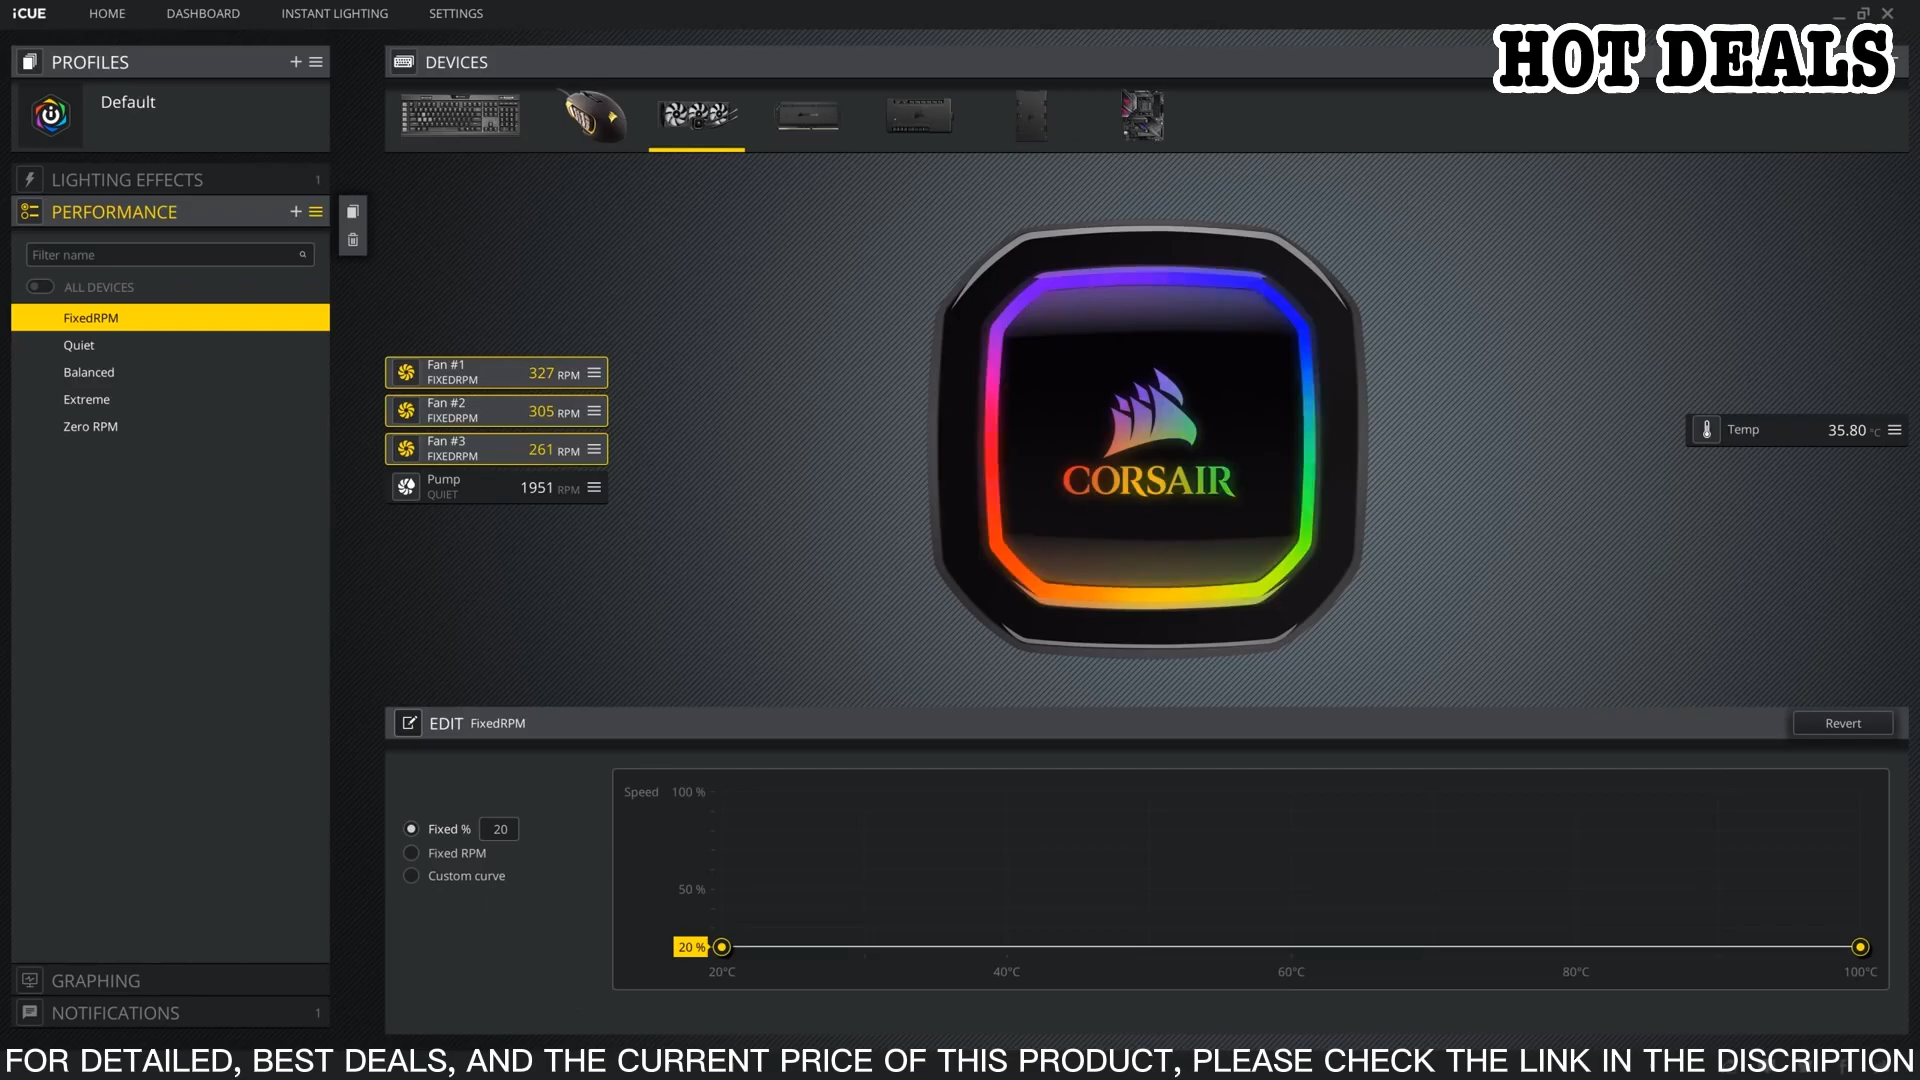 iCUE
HOME
DASHBOARD
INSTANT LIGHTING
SETTINGS
HOT DEALS
PROFILES
Default
DEVICES
LIGHTING EFFECTS 1
PERFORMANCE
Filter name
ALL DEVICES
FixedRPM
Quiet
Balanced
Extreme
Zero RPM
Fan #1
FIXEDRPM
327 RPM
Fan #2
FIXEDRPM
305 RPM
Fan #3
FIXEDRPM
261 RPM
Pump
QUIET
1951 RPM
CORSAIR
Temp 35.80 °C
EDIT FixedRPM
Revert
Fixed % 20
Fixed RPM
Custom curve
Speed 100 %
50 %
20 %
20°C 40°C 60°C 80°C 100°C
GRAPHING
NOTIFICATIONS 1
FOR DETAILED, BEST DEALS, AND THE CURRENT PRICE OF THIS PRODUCT, PLEASE CHECK THE LINK IN THE DISCRIPTION